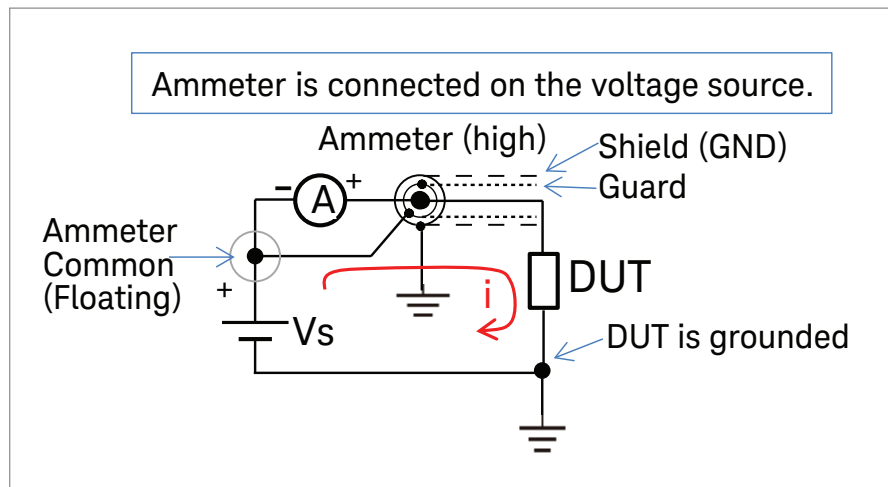 Ammeter is connected on the voltage source.
Ammeter (high)
Shield (GND)
Guard
-
+
A
Ammeter
Common
(Floating)
+
Vs
i
DUT
DUT is grounded